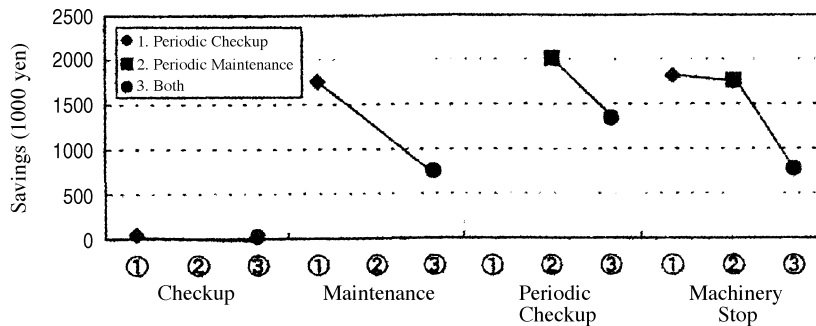 2500
2000
1500
1000
500
0
Savings (1000 yen)
1. Periodic Checkup
2. Periodic Maintenance
3. Both
① ② ③ ① ② ③ ① ② ③ ① ② ③
Checkup Maintenance Periodic Checkup Machinery Stop